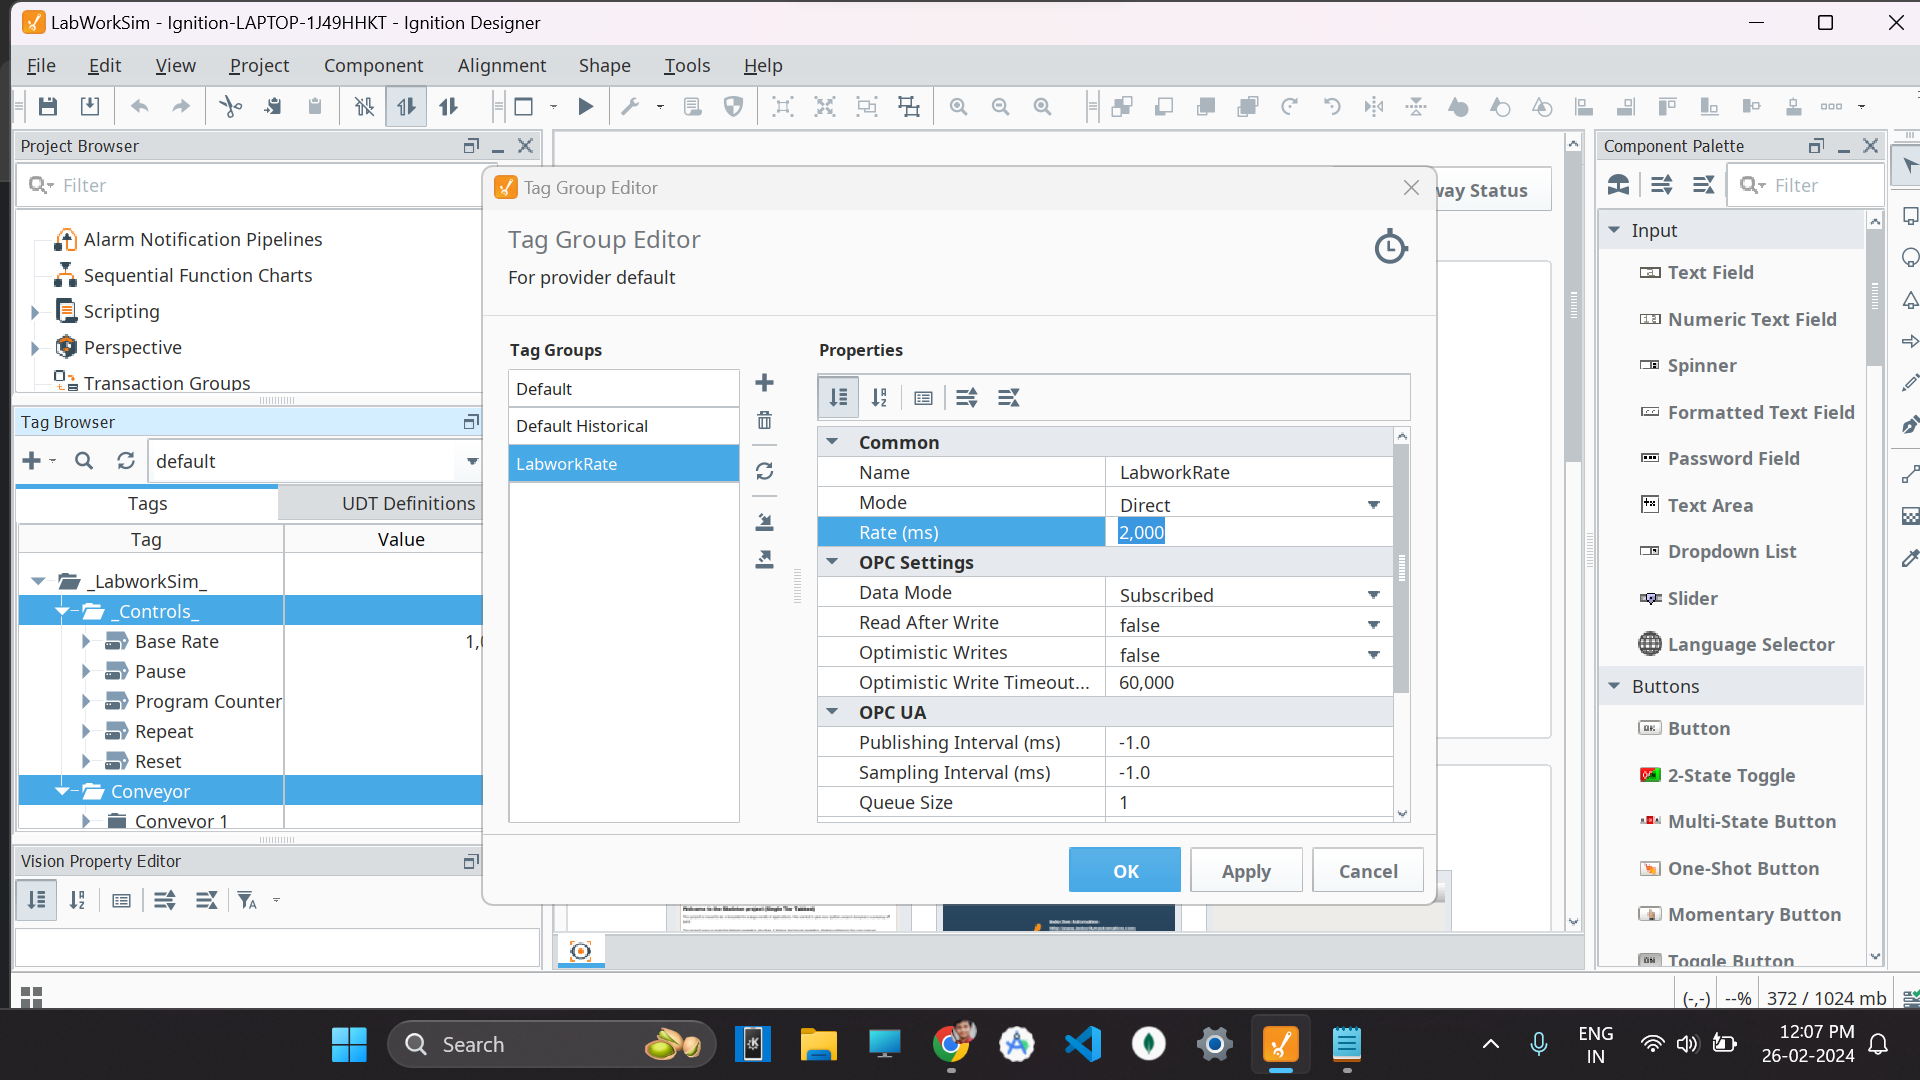 LabWorkSim - Ignition-LAPTOP-1J49HHKT - Ignition Designer
File Edit View Project Component Alignment Shape Tools Help
Project Browser
Filter
Alarm Notification Pipelines
Sequential Function Charts
Scripting
Perspective
Transaction Groups
Tag Browser
default
Tags UDT Definitions
Tag Value
_LabworkSim_
_Controls_
Base Rate 1,0
Pause
Program Counter
Repeat
Reset
Conveyor
Conveyor 1
Vision Property Editor
Tag Group Editor
Tag Group Editor
For provider default
Tag Groups
Default
Default Historical
LabworkRate
Properties
Common
Name LabworkRate
Mode Direct
Rate (ms) 2,000
OPC Settings
Data Mode Subscribed
Read After Write false
Optimistic Writes false
Optimistic Write Timeout... 60,000
OPC UA
Publishing Interval (ms) -1.0
Sampling Interval (ms) -1.0
Queue Size 1
OK Apply Cancel
way Status
Component Palette
Filter
Input
Text Field
Numeric Text Field
Spinner
Formatted Text Field
Password Field
Text Area
Dropdown List
Slider
Language Selector
Buttons
Button
2-State Toggle
Multi-State Button
One-Shot Button
Momentary Button
Toggle Button
(-,-) --% 372 / 1024 mb
Search
ENG
IN
12:07 PM
26-02-2024